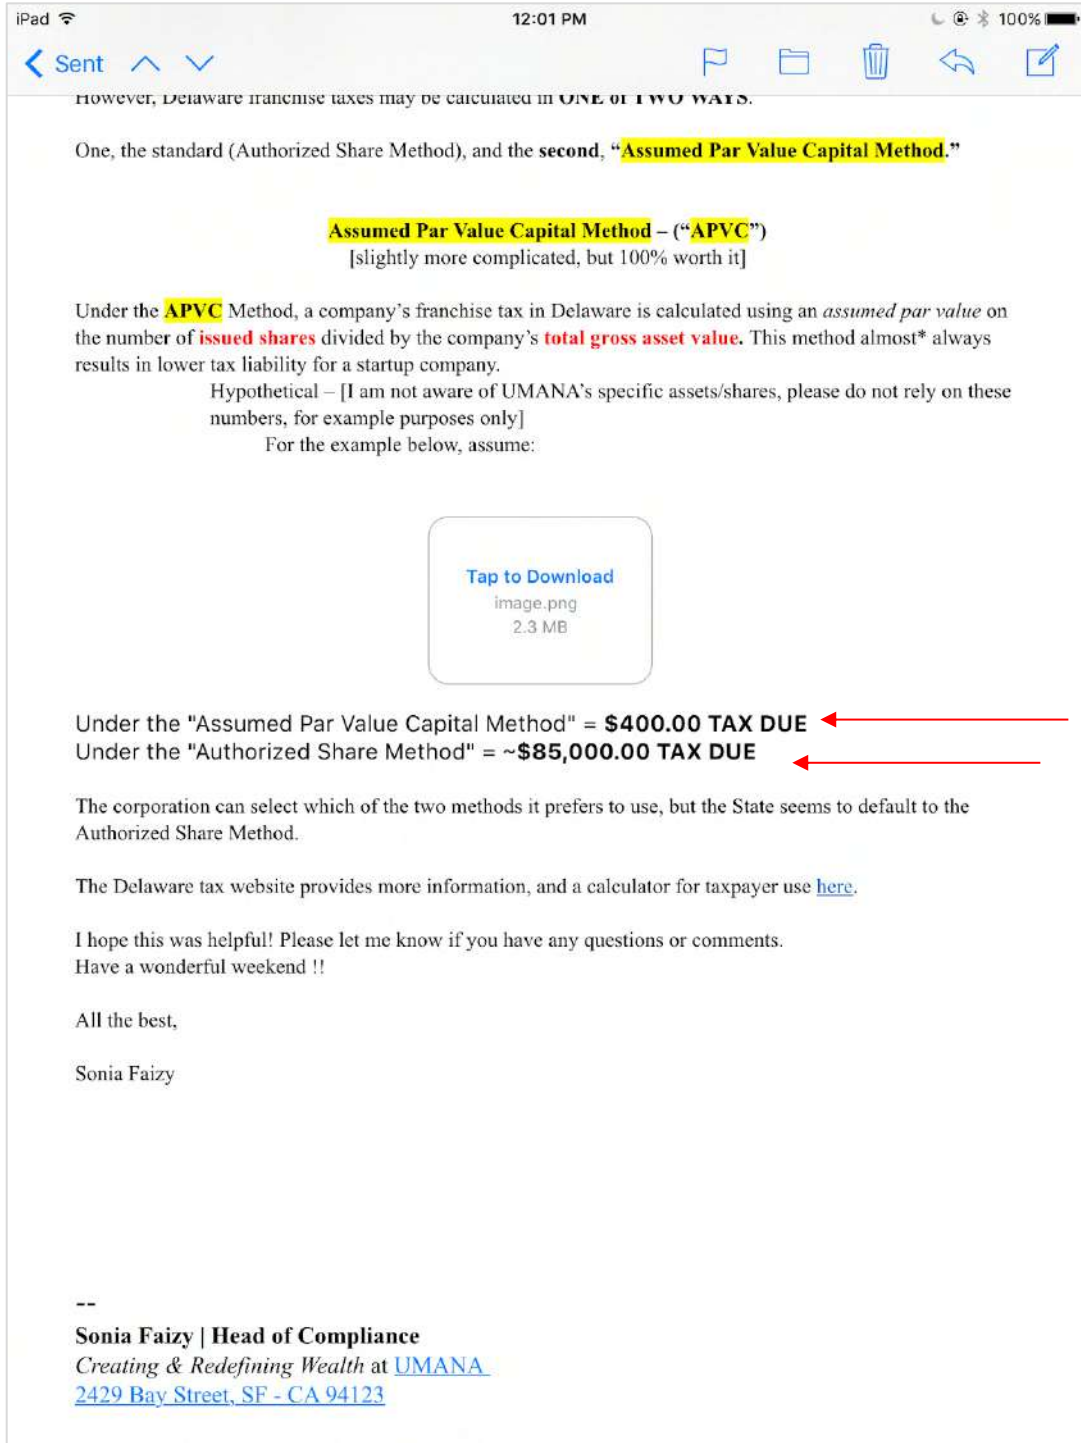 iPad 12:01 PM 100%
Sent
However, Delaware franchise taxes may be calculated in ONE of TWO WAYS.
One, the standard (Authorized Share Method), and the second, “Assumed Par Value Capital Method.”
Assumed Par Value Capital Method – (“APVC”)
[slightly more complicated, but 100% worth it]
Under the APVC Method, a company’s franchise tax in Delaware is calculated using an assumed par value on
the number of issued shares divided by the company’s total gross asset value. This method almost* always
results in lower tax liability for a startup company.
Hypothetical – [I am not aware of UMANA’s specific assets/shares, please do not rely on these
numbers, for example purposes only]
For the example below, assume:
Tap to Download
image.png
2.3 MB
Under the "Assumed Par Value Capital Method" = $400.00 TAX DUE
Under the "Authorized Share Method" = ~$85,000.00 TAX DUE
The corporation can select which of the two methods it prefers to use, but the State seems to default to the
Authorized Share Method.
The Delaware tax website provides more information, and a calculator for taxpayer use here.
I hope this was helpful! Please let me know if you have any questions or comments.
Have a wonderful weekend !!
All the best,
Sonia Faizy
--
Sonia Faizy | Head of Compliance
Creating & Redefining Wealth at UMANA
2429 Bay Street, SF - CA 94123